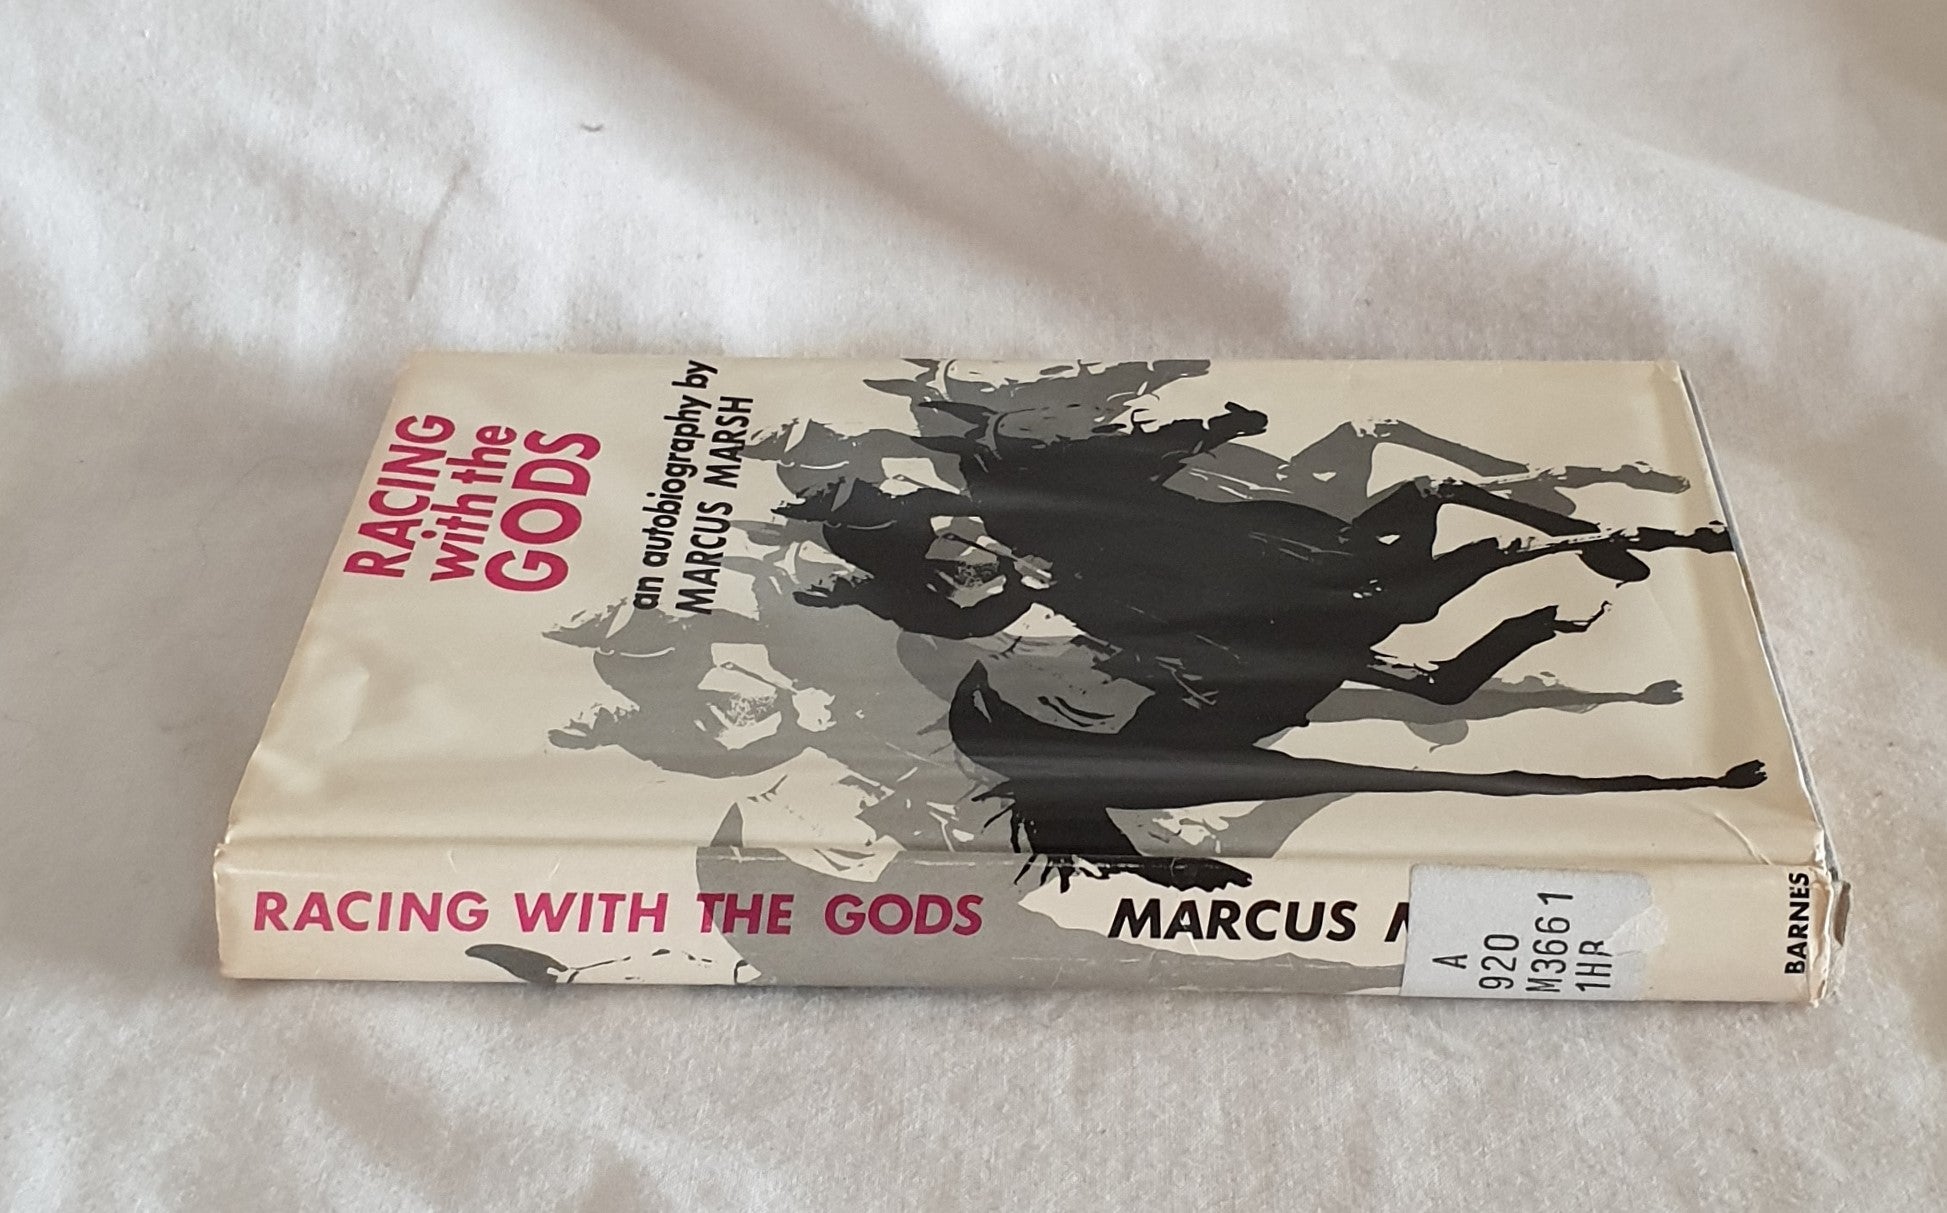 RACING
with the
GODS
an autobiography by
MARCUS MARSH
RACING WITH THE GODS
MARCUS
BARNES
A
920
M3661
1HR